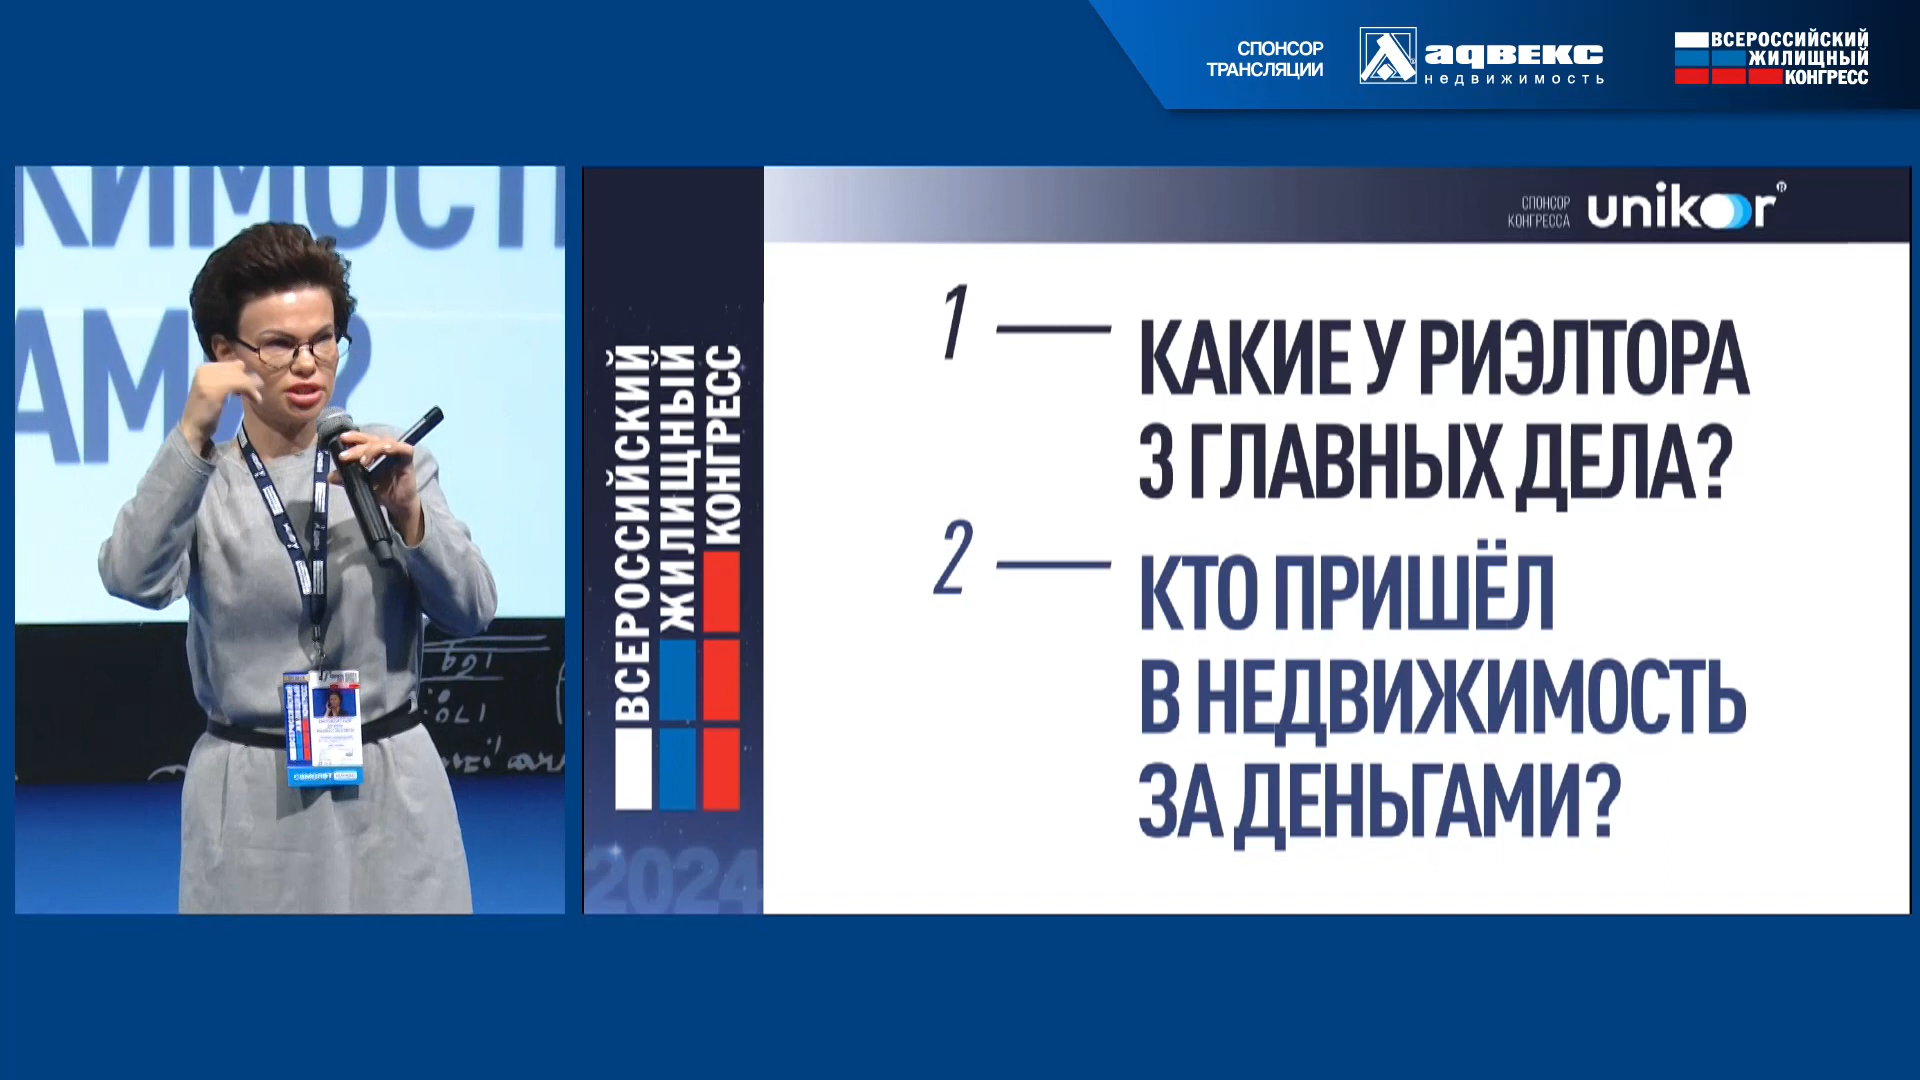 СПОНСОР
ТРАНСЛЯЦИИ
адвекс
недвижимость
ВСЕРОССИЙСКИЙ
ЖИЛИЩНЫЙ
КОНГРЕСС
СПОНСОР
КОНГРЕССА
unikor®
ВСЕРОССИЙСКИЙ
ЖИЛИЩНЫЙ
КОНГРЕСС
2024
1
КАКИЕ У РИЭЛТОРА
3 ГЛАВНЫХ ДЕЛА?
2
КТО ПРИШЁЛ
В НЕДВИЖИМОСТЬ
ЗА ДЕНЬГАМИ?
самолет